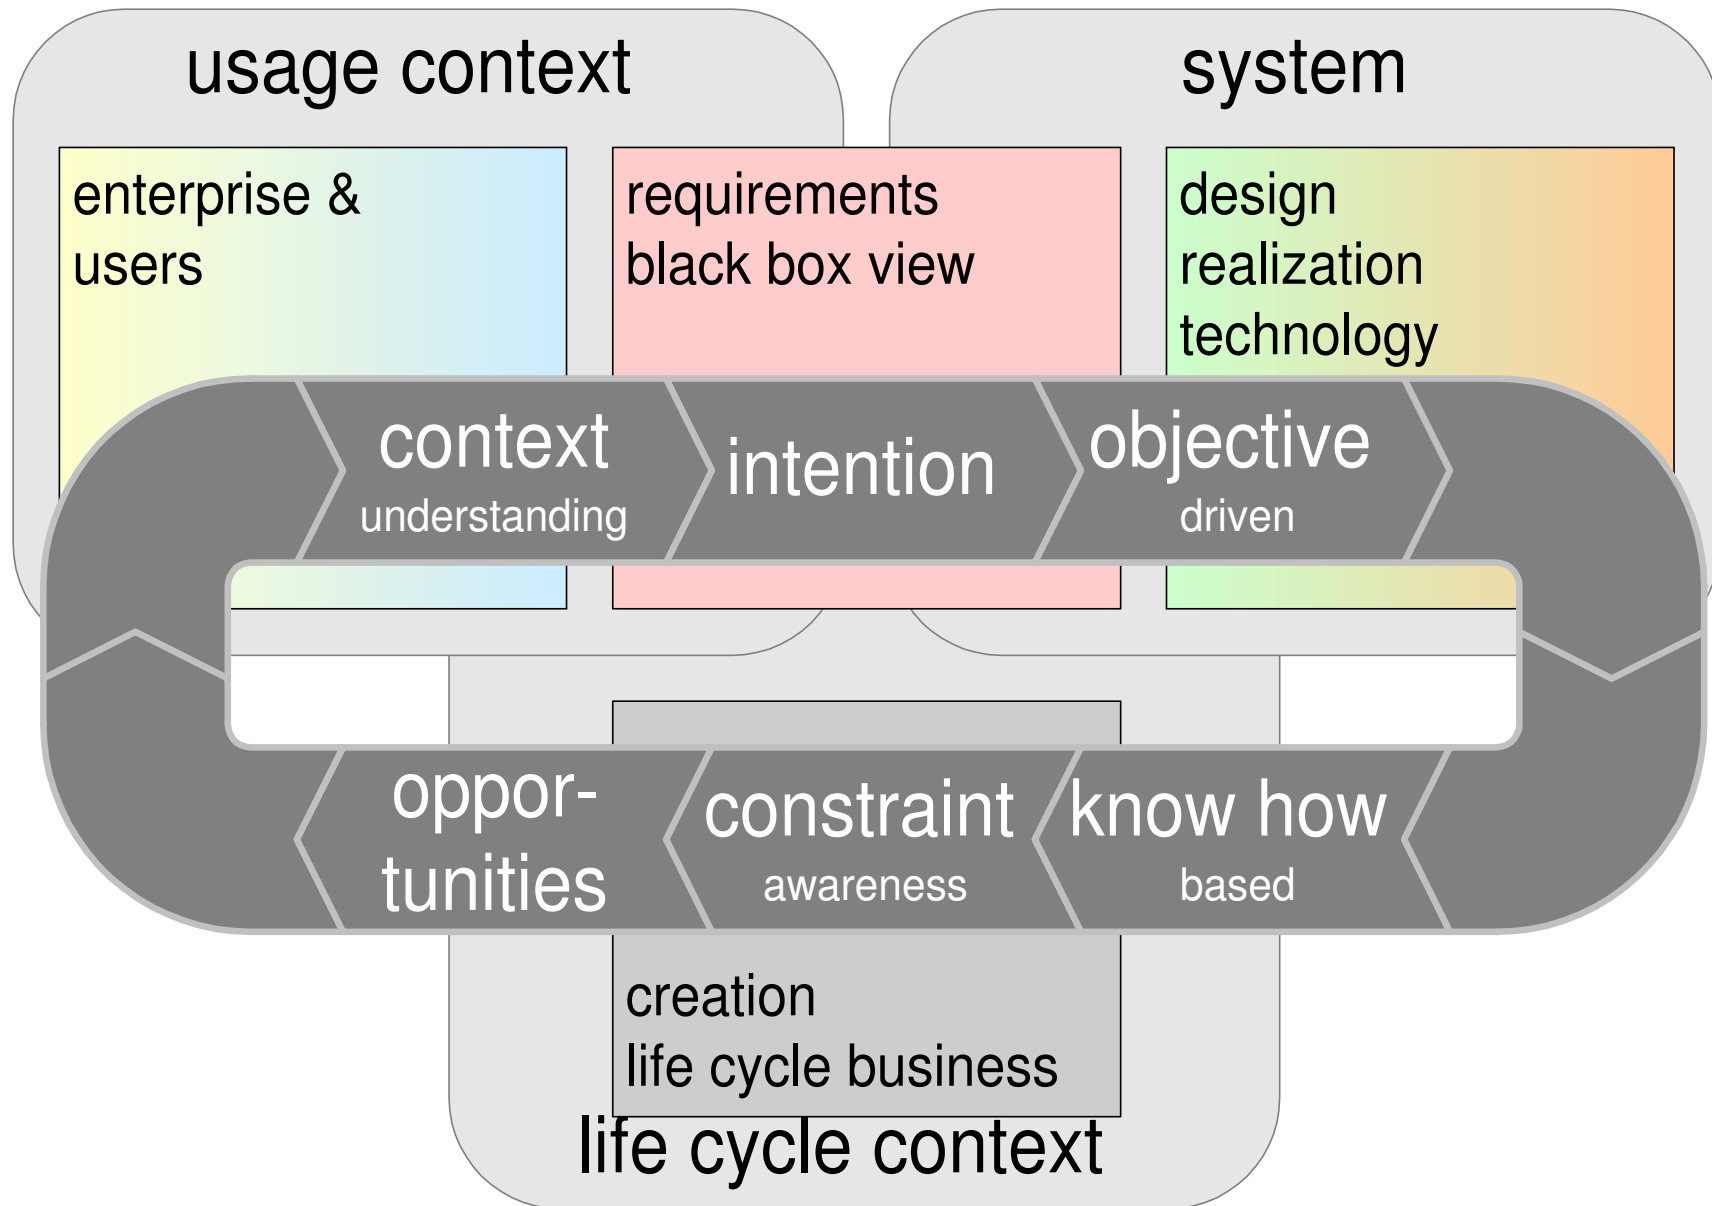 usage context
system
enterprise &
users
requirements
black box view
design
realization
technology
context
understanding
intention
objective
driven
oppor-
tunities
constraint
awareness
know how
based
creation
life cycle business
life cycle context